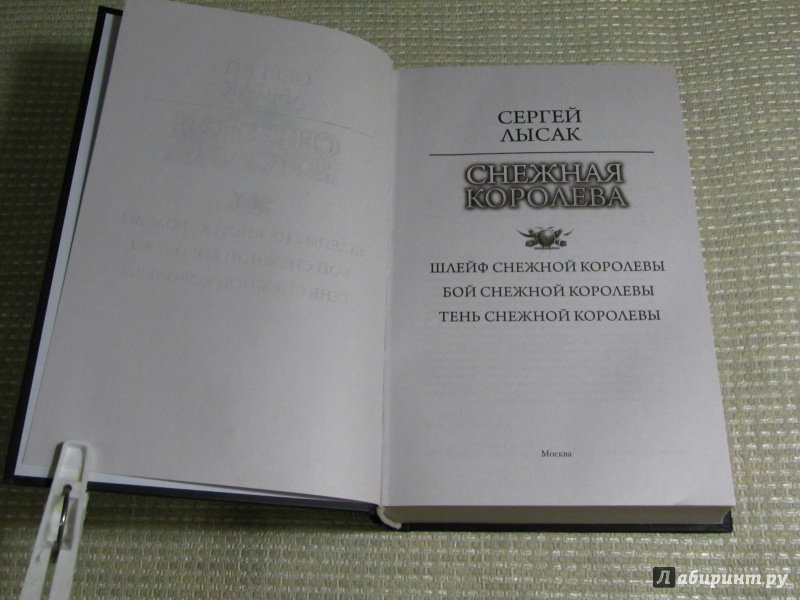 СЕРГЕЙ
ЛЫСАК
СНЕЖНАЯ
КОРОЛЕВА
ШЛЕЙФ СНЕЖНОЙ КОРОЛЕВЫ
БОЙ СНЕЖНОЙ КОРОЛЕВЫ
ТЕНЬ СНЕЖНОЙ КОРОЛЕВЫ
Москва
Лабиринт.ру